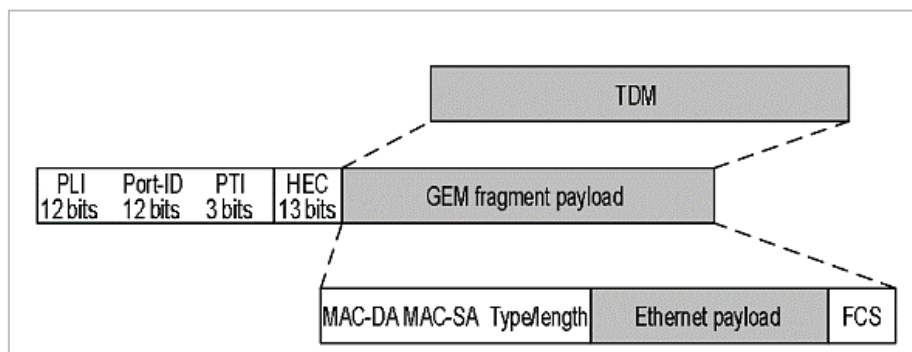 TDM
PLI Port-ID PTI HEC
12 bits 12 bits 3 bits 13 bits
GEM fragment payload
MAC-DA MAC-SA Type/length Ethernet payload FCS